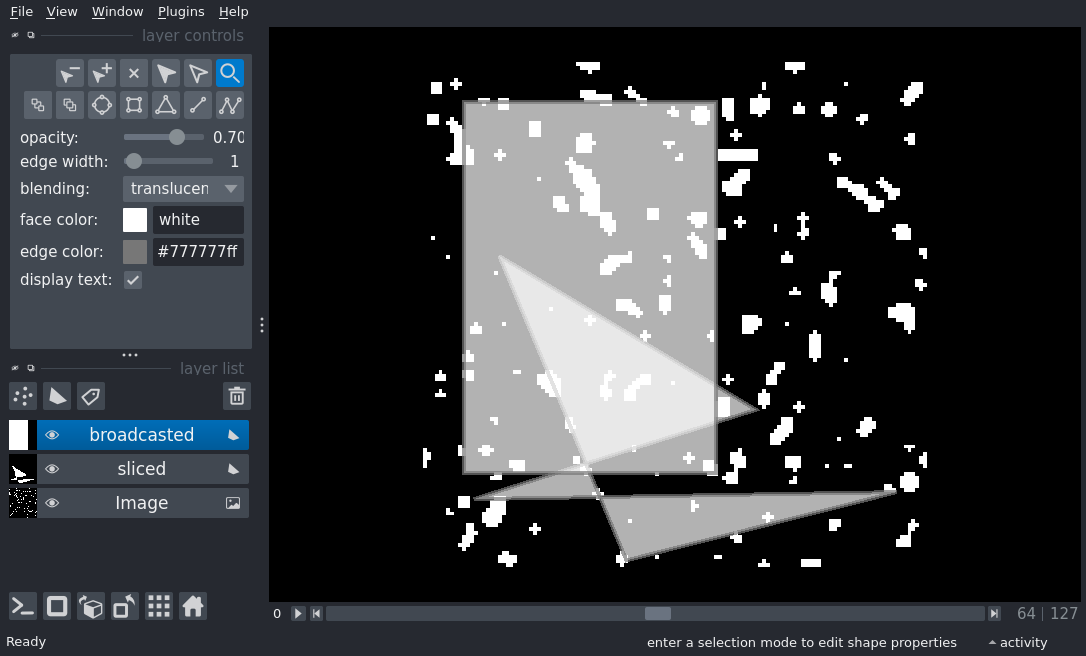 File View Window Plugins Help
layer controls
opacity: 0.70
edge width: 1
blending: translucen
face color: white
edge color: #777777ff
display text:
layer list
broadcasted
sliced
Image
0 64 | 127
Ready enter a selection mode to edit shape properties activity